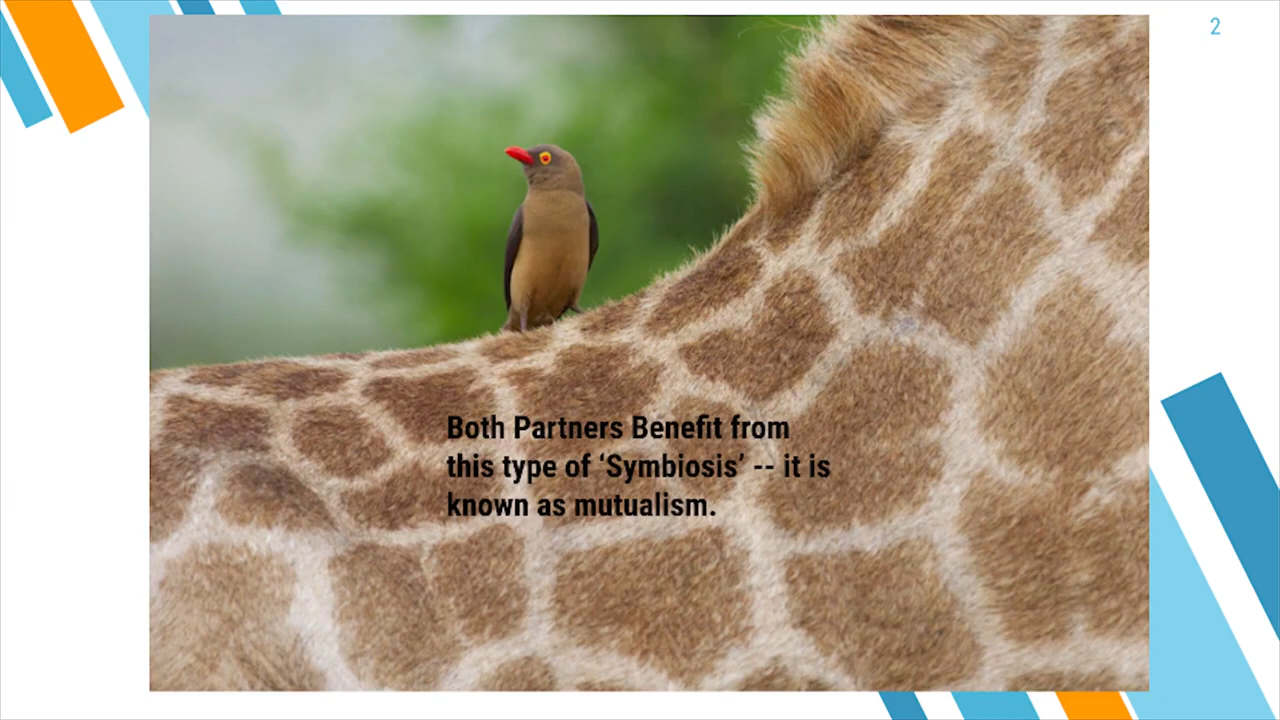 2
Both Partners Benefit from
this type of ‘Symbiosis’ -- it is
known as mutualism.